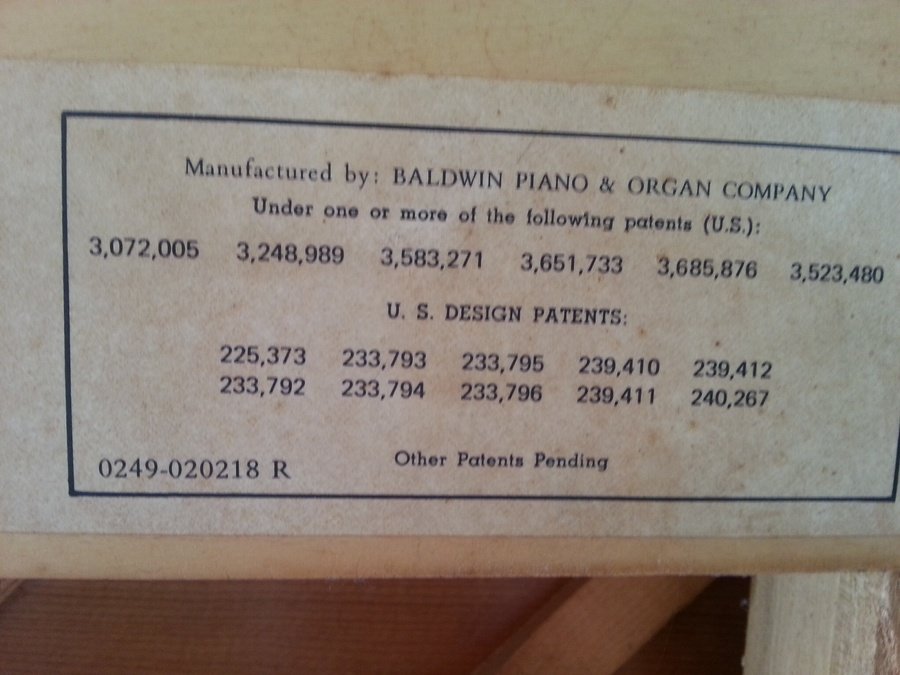 Manufactured by: BALDWIN PIANO & ORGAN COMPANY
Under one or more of the following patents (U.S.):
3,072,005 3,248,989 3,583,271 3,651,733 3,685,876 3,523,480
U. S. DESIGN PATENTS:
225,373 233,793 233,795 239,410 239,412
233,792 233,794 233,796 239,411 240,267
0249-020218 R Other Patents Pending